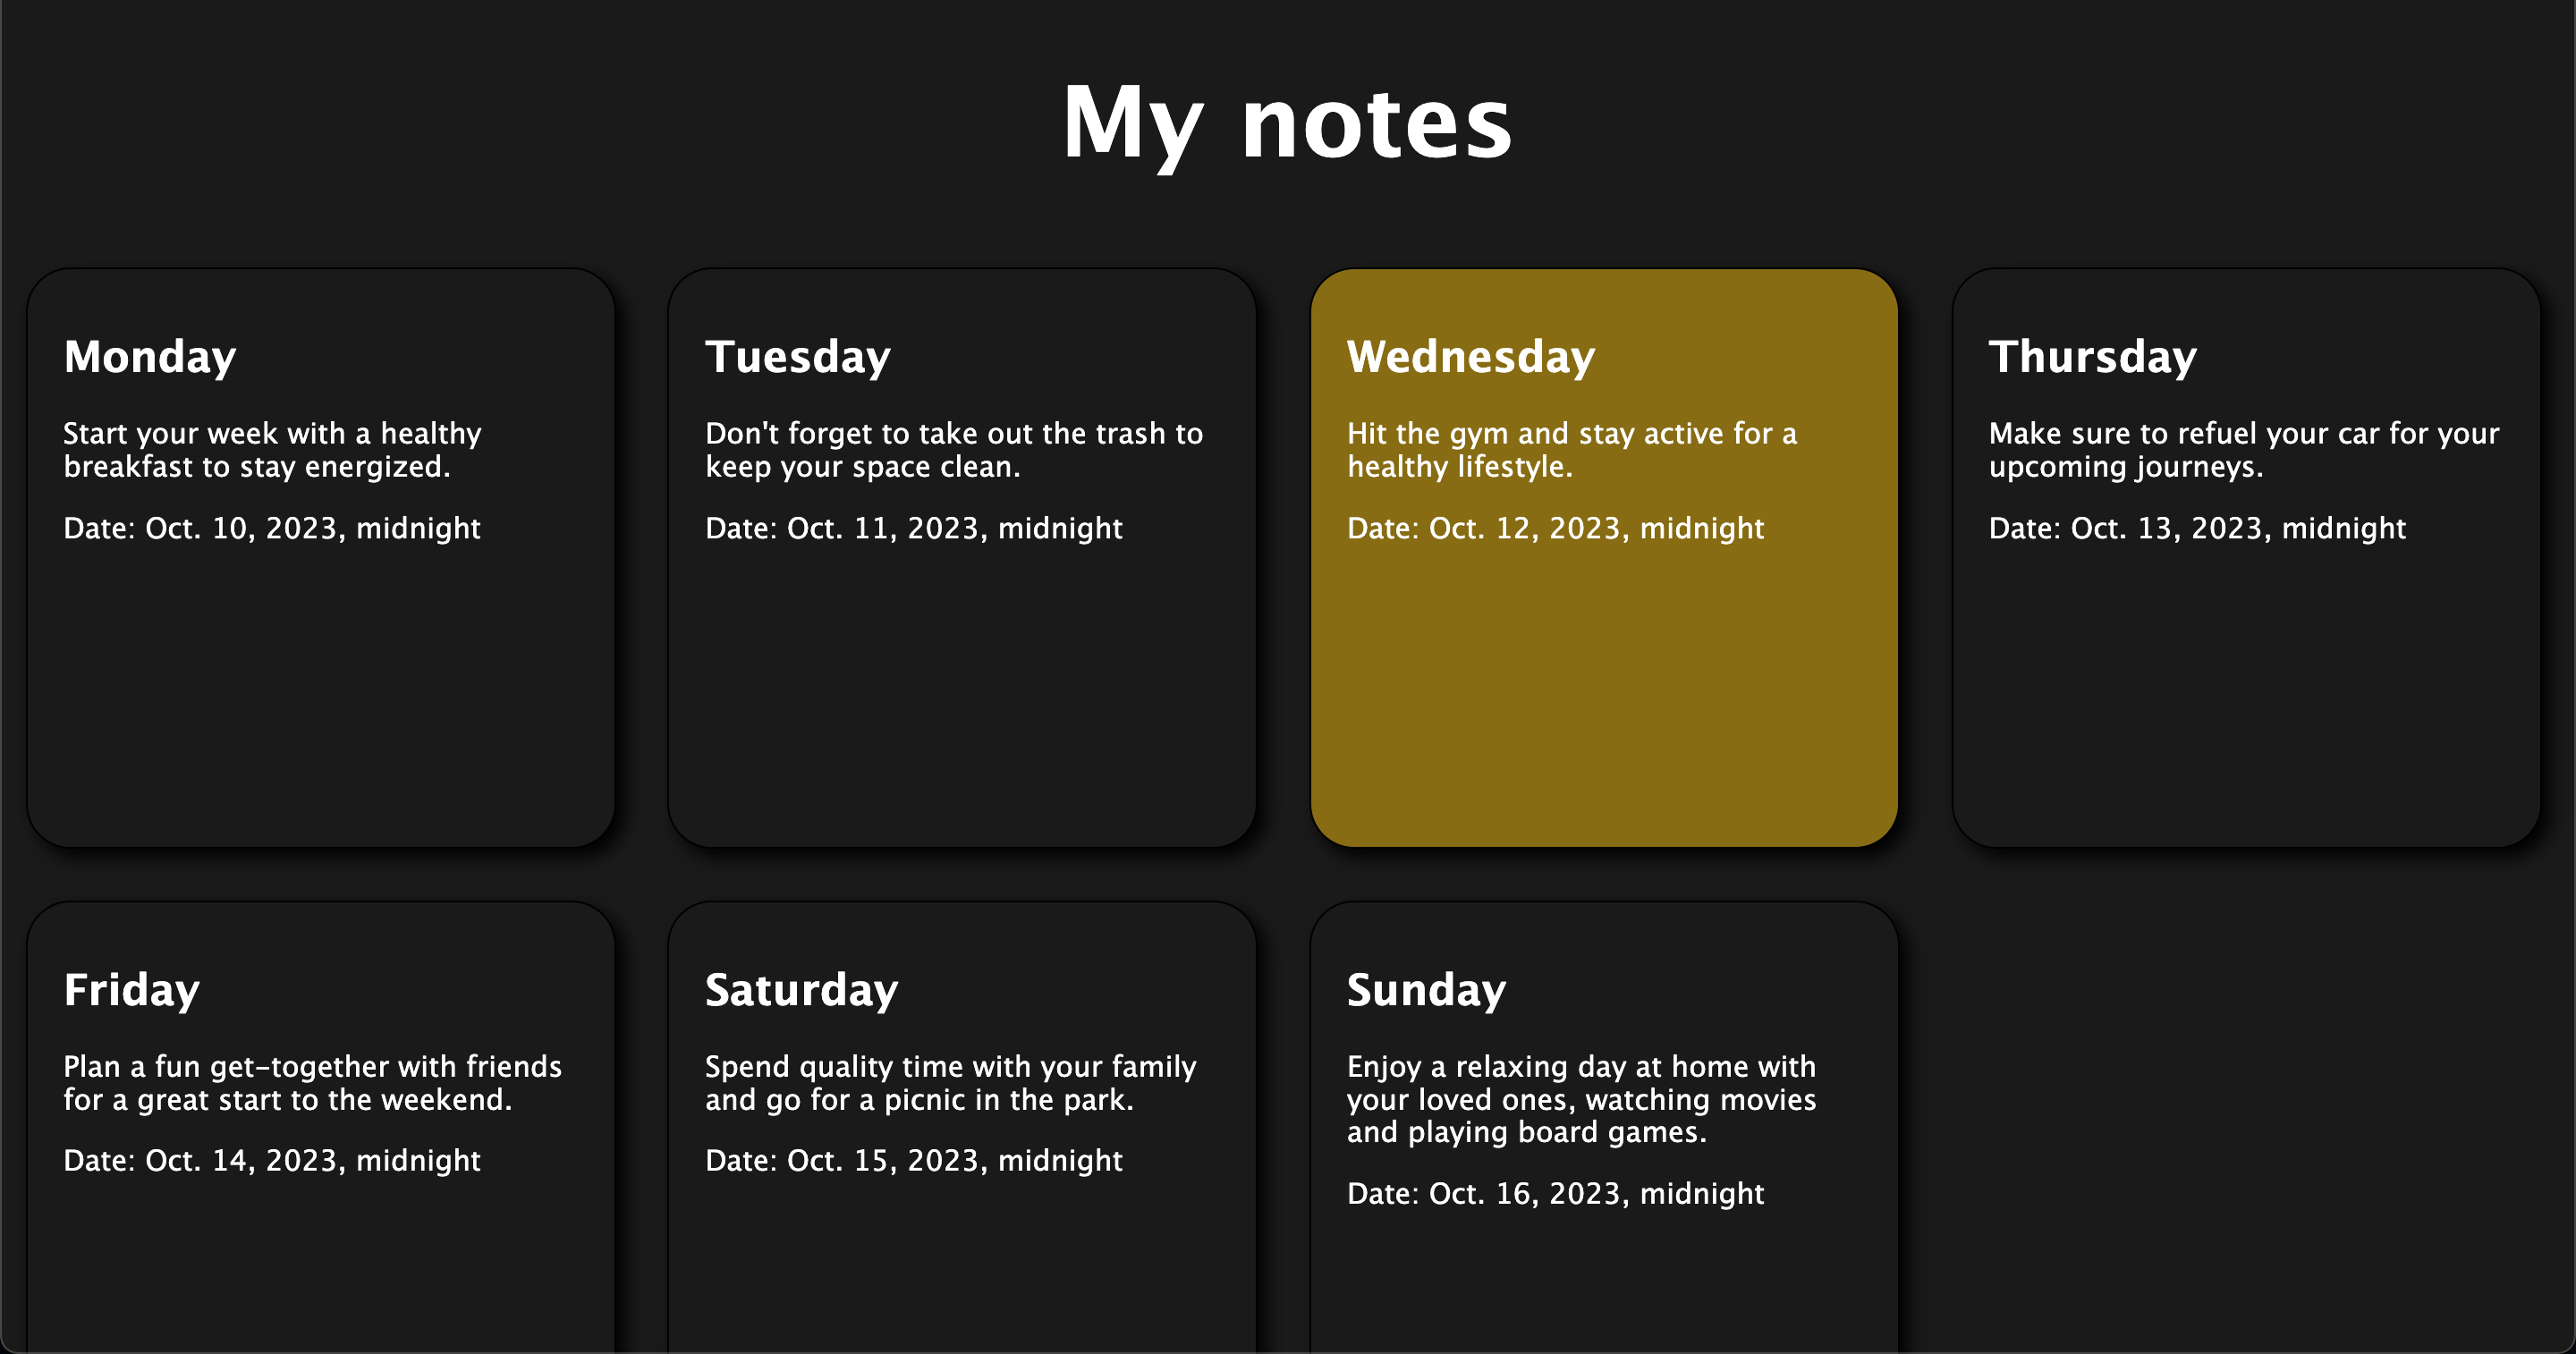 My notes
Monday
Start your week with a healthy
breakfast to stay energized.
Date: Oct. 10, 2023, midnight
Tuesday
Don't forget to take out the trash to
keep your space clean.
Date: Oct. 11, 2023, midnight
Wednesday
Hit the gym and stay active for a
healthy lifestyle.
Date: Oct. 12, 2023, midnight
Thursday
Make sure to refuel your car for your
upcoming journeys.
Date: Oct. 13, 2023, midnight
Friday
Plan a fun get-together with friends
for a great start to the weekend.
Date: Oct. 14, 2023, midnight
Saturday
Spend quality time with your family
and go for a picnic in the park.
Date: Oct. 15, 2023, midnight
Sunday
Enjoy a relaxing day at home with
your loved ones, watching movies
and playing board games.
Date: Oct. 16, 2023, midnight